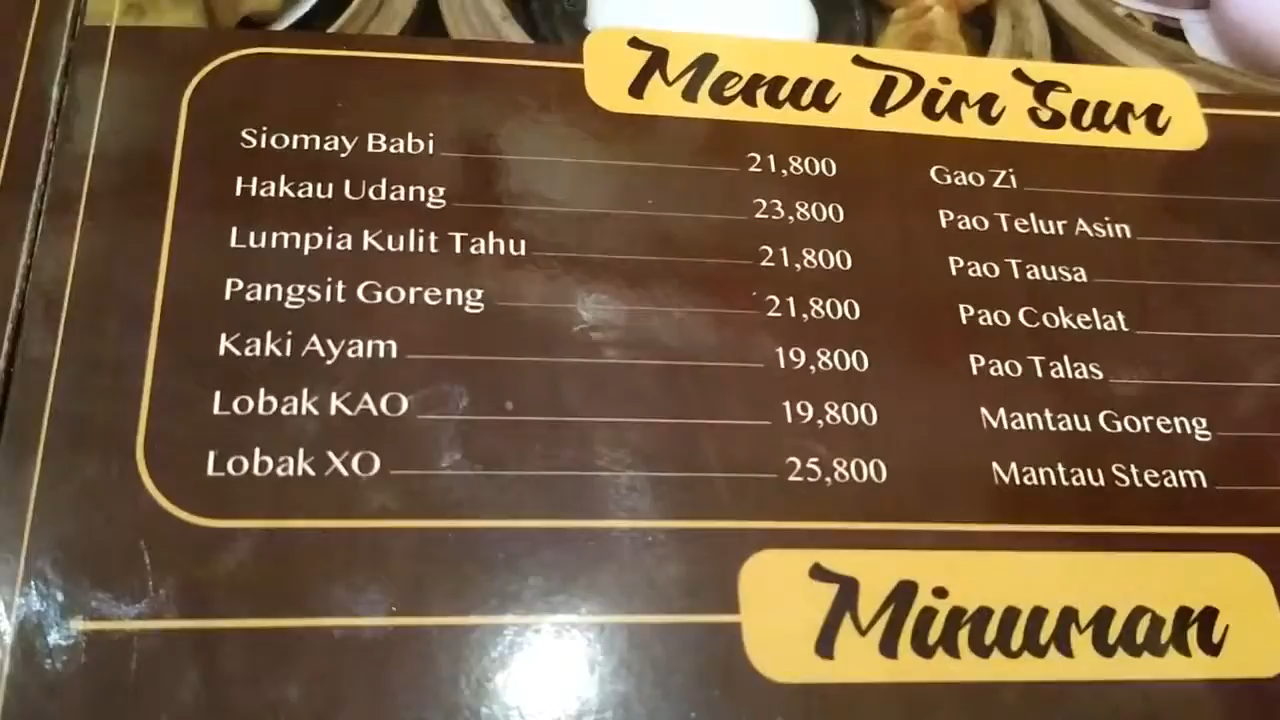 Menu Dim Sum
Siomay Babi 21,800
Hakau Udang 23,800
Lumpia Kulit Tahu 21,800
Pangsit Goreng 21,800
Kaki Ayam 19,800
Lobak KAO 19,800
Lobak XO 25,800
Gao Zi
Pao Telur Asin
Pao Tausa
Pao Cokelat
Pao Talas
Mantau Goreng
Mantau Steam
Minuman